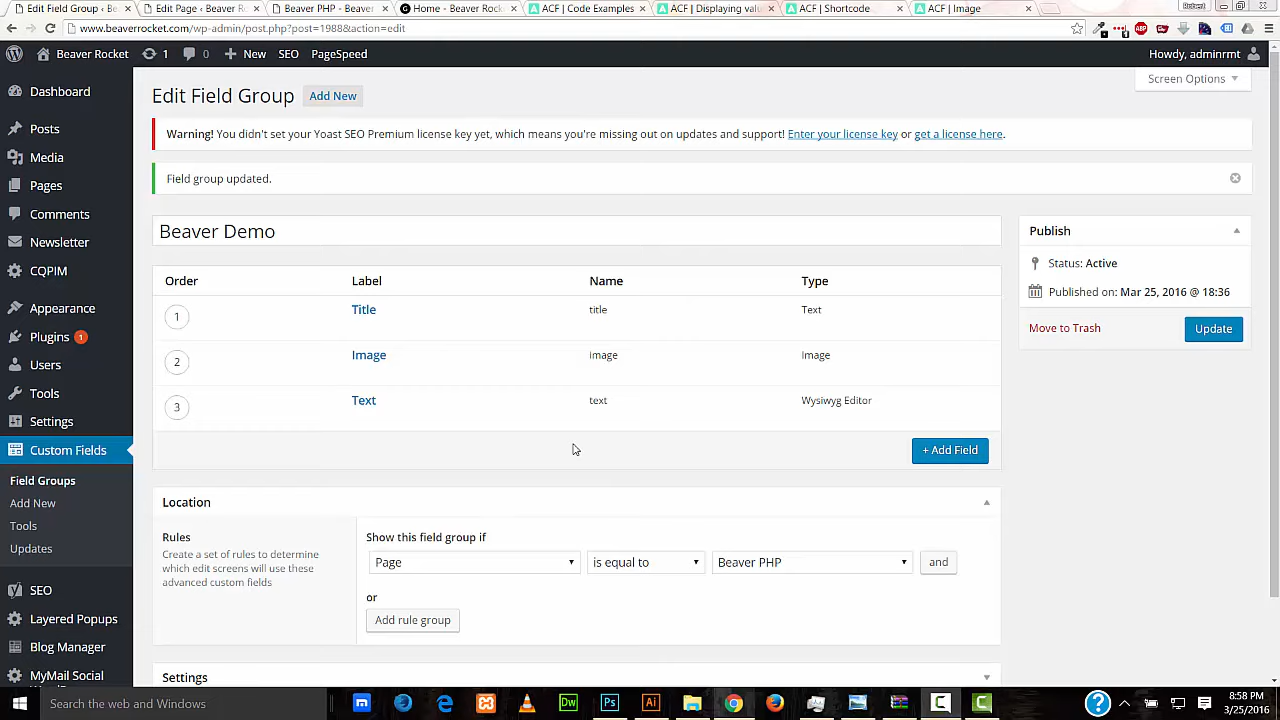 Edit Field Group < Bea
Edit Page ‹ Beaver R
Beaver PHP - Beaver
Home - Beaver Rock
ACF | Code Examples
ACF | Displaying val
ACF | Shortcode
ACF | Image
Robert
www.beaverrocket.com/wp-admin/post.php?post=1988&action=edit
Beaver Rocket
1
0
New
SEO
PageSpeed
Howdy, adminrmt
Dashboard
Posts
Media
Pages
Comments
Newsletter
CQPIM
Appearance
Plugins 1
Users
Tools
Settings
Custom Fields
Field Groups
Add New
Tools
Updates
SEO
Layered Popups
Blog Manager
MyMail Social
Screen Options
Edit Field Group
Add New
Warning! You didn't set your Yoast SEO Premium license key yet, which means you're missing out on updates and support! Enter your license key or get a license here.
Field group updated.
Beaver Demo
Order Label Name Type
1 Title title Text
2 Image image Image
3 Text text Wysiwyg Editor
+ Add Field
Location
Rules
Create a set of rules to determine
which edit screens will use these
advanced custom fields
Show this field group if
Page is equal to Beaver PHP and
or
Add rule group
Settings
Publish
Status: Active
Published on: Mar 25, 2016 @ 18:36
Move to Trash
Update
Search the web and Windows
Dw
Ps
Ai
8:58 PM
3/25/2016